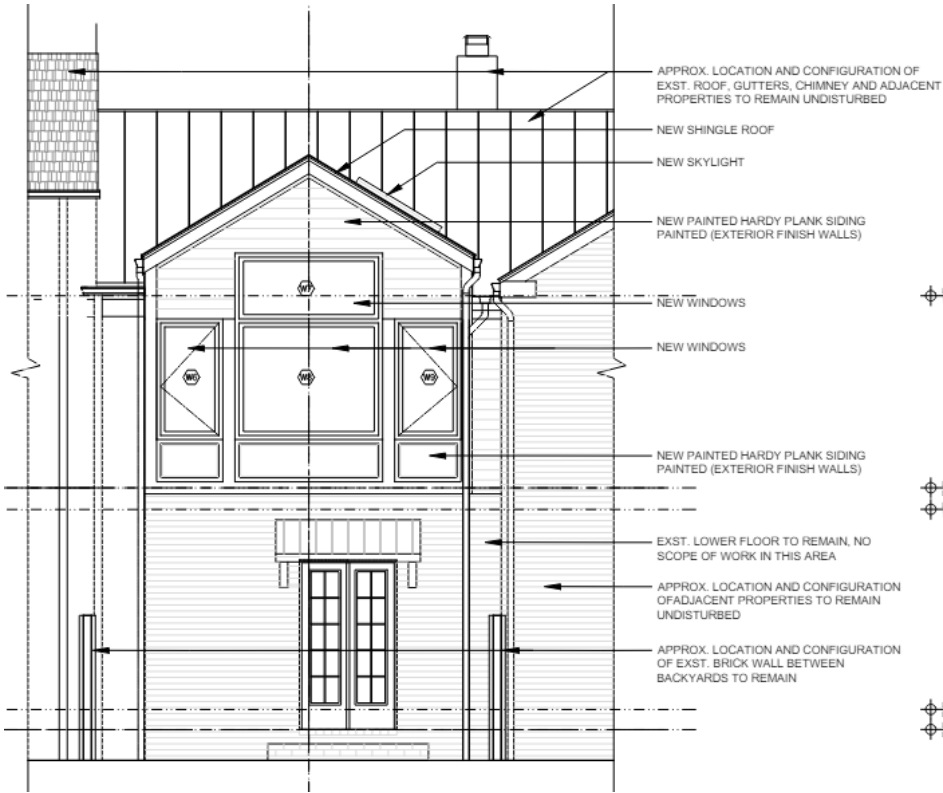 APPROX. LOCATION AND CONFIGURATION OF
EXST. ROOF, GUTTERS, CHIMNEY AND ADJACENT
PROPERTIES TO REMAIN UNDISTURBED
NEW SHINGLE ROOF
NEW SKYLIGHT
NEW PAINTED HARDY PLANK SIDING
PAINTED (EXTERIOR FINISH WALLS)
W7
NEW WINDOWS
NEW WINDOWS
W6
W8
W9
NEW PAINTED HARDY PLANK SIDING
PAINTED (EXTERIOR FINISH WALLS)
EXST. LOWER FLOOR TO REMAIN, NO
SCOPE OF WORK IN THIS AREA
APPROX. LOCATION AND CONFIGURATION
OFADJACENT PROPERTIES TO REMAIN
UNDISTURBED
APPROX. LOCATION AND CONFIGURATION
OF EXST. BRICK WALL BETWEEN
BACKYARDS TO REMAIN